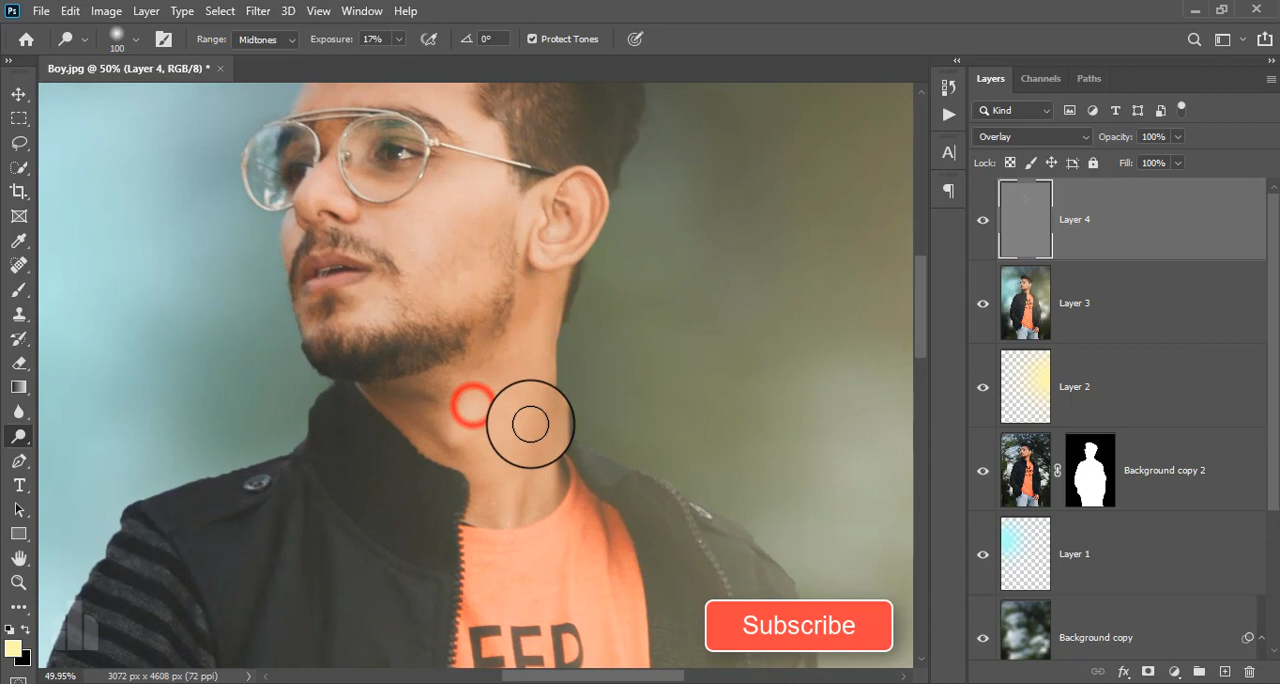 Ps File Edit Image Layer Type Select Filter 3D View Window Help
100 Range: Midtones Exposure: 17% 0° Protect Tones
Boy.jpg @ 50% (Layer 4, RGB/8) * ×
Layers Channels Paths
Kind
Overlay Opacity: 100%
Lock: Fill: 100%
Layer 4
Layer 3
Layer 2
Background copy 2
Layer 1
Background copy
EEP
Subscribe
49.95% 3072 px x 4608 px (72 ppi)